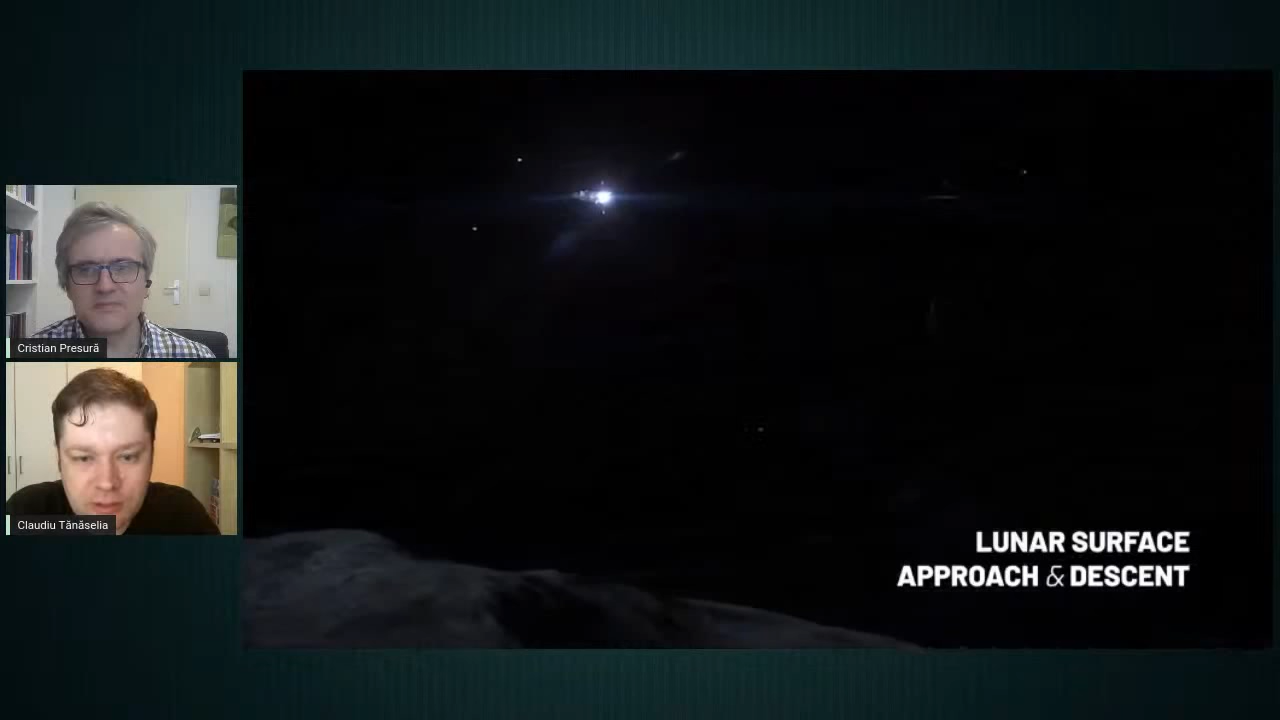 Cristian Presură
Claudiu Tănăselia
LUNAR SURFACE
APPROACH & DESCENT